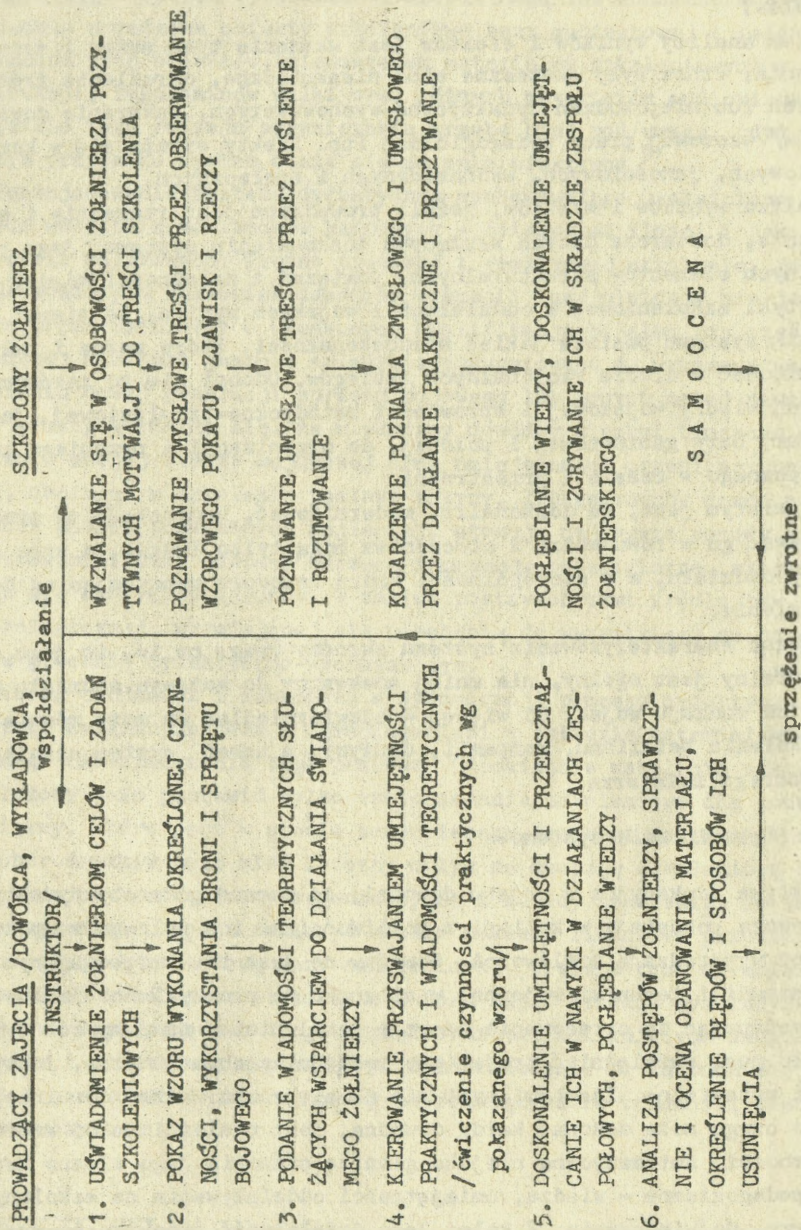 PROWADZĄCY ZAJĘCIA /DOWÓDCA, WYKŁADOWCA,
INSTRUKTOR/
współdziałanie
SZKOLONY ŻOŁNIERZ
1. UŚWIADOMIENIE ŻOŁNIERZOM CELÓW I ZADAŃ
SZKOLENIOWYCH
WYZWALANIE SIĘ W OSOBOWOŚCI ŻOŁNIERZA POZY-
TYWNYCH MOTYWACJI DO TREŚCI SZKOLENIA
2. POKAZ WZORU WYKONANIA OKREŚLONEJ CZYN-
NOŚCI, WYKORZYSTANIA BRONI I SPRZĘTU
BOJOWEGO
POZNAWANIE ZMYSŁOWE TREŚCI PRZEZ OBSERWOWANIE
WZOROWEGO POKAZU, ZJAWISK I RZECZY
3. PODANIE WIADOMOŚCI TEORETYCZNYCH SŁU-
ŻĄCYCH WSPARCIEM DO DZIAŁANIA ŚWIADO-
MEGO ŻOŁNIERZY
POZNAWANIE UMYSŁOWE TREŚCI PRZEZ MYŚLENIE
I ROZUMOWANIE
4. KIEROWANIE PRZYSWAJANIEM UMIEJĘTNOŚCI
PRAKTYCZNYCH I WIADOMOŚCI TEORETYCZNYCH
/ćwiczenie czynności praktycznych wg
pokazanego wzoru/
KOJARZENIE POZNANIA ZMYSŁOWEGO I UMYSŁOWEGO
PRZEZ DZIAŁANIE PRAKTYCZNE I PRZEŻYWANIE
5. DOSKONALENIE UMIEJĘTNOŚCI I PRZEKSZTAŁ-
CANIE ICH W NAWYKI W DZIAŁANIACH ZES-
POŁOWYCH, POGŁĘBIANIE WIEDZY
POGŁĘBIANIE WIEDZY, DOSKONALENIE UMIEJĘT-
NOŚCI I ZGRYWANIE ICH W SKŁADZIE ZESPOŁU
ŻOŁNIERSKIEGO
6. ANALIZA POSTĘPÓW ŻOŁNIERZY, SPRAWDZE-
NIE I OCENA OPANOWANIA MATERIAŁU,
OKREŚLENIE BŁĘDÓW I SPOSOBÓW ICH
USUNIĘCIA
S A M O O C E N A
sprzężenie zwrotne